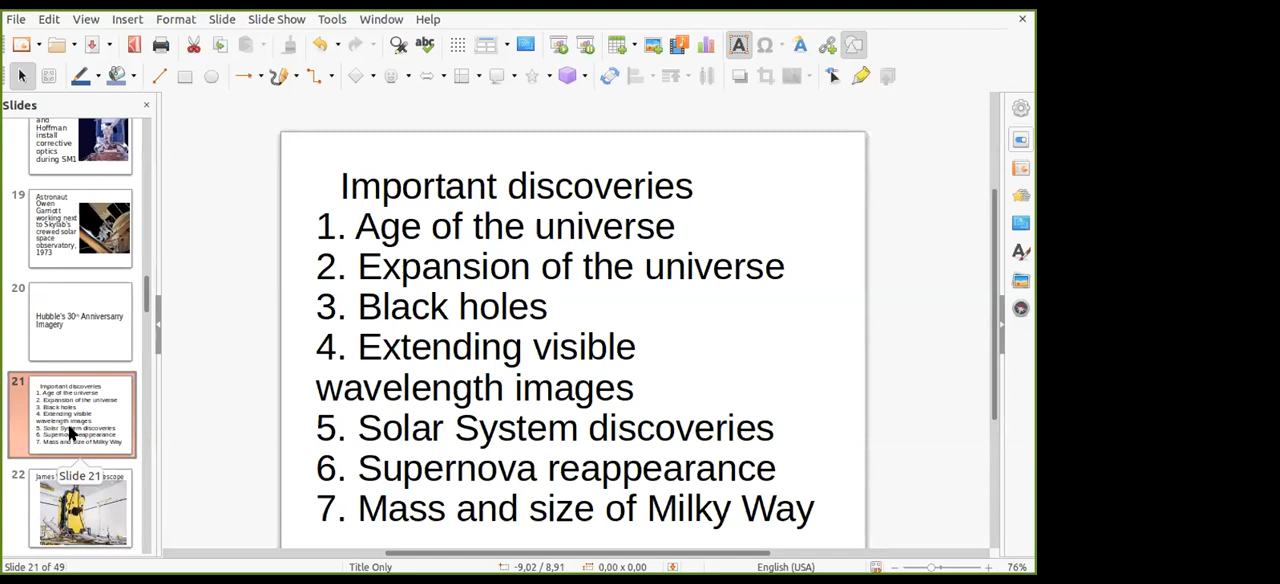 File Edit View Insert Format Slide Slide Show Tools Window Help
Slides
and
Hoffman
install
corrective
optics
during SM1
19
Astronaut
Owen
Garriott
working next
to Skylab's
crewed solar
space
observatory,
1973
20
Hubble's 30th Anniversarry
Imagery
21
Important discoveries
1. Age of the universe
2. Expansion of the universe
3. Black holes
4. Extending visible
wavelength images
5. Solar System discoveries
6. Supernova reappearance
7. Mass and size of Milky Way
Slide 21
22
James
Important discoveries
1. Age of the universe
2. Expansion of the universe
3. Black holes
4. Extending visible
wavelength images
5. Solar System discoveries
6. Supernova reappearance
7. Mass and size of Milky Way
Slide 21 of 49 Title Only -9,02 / 8,91 0,00 x 0,00 English (USA) 76%